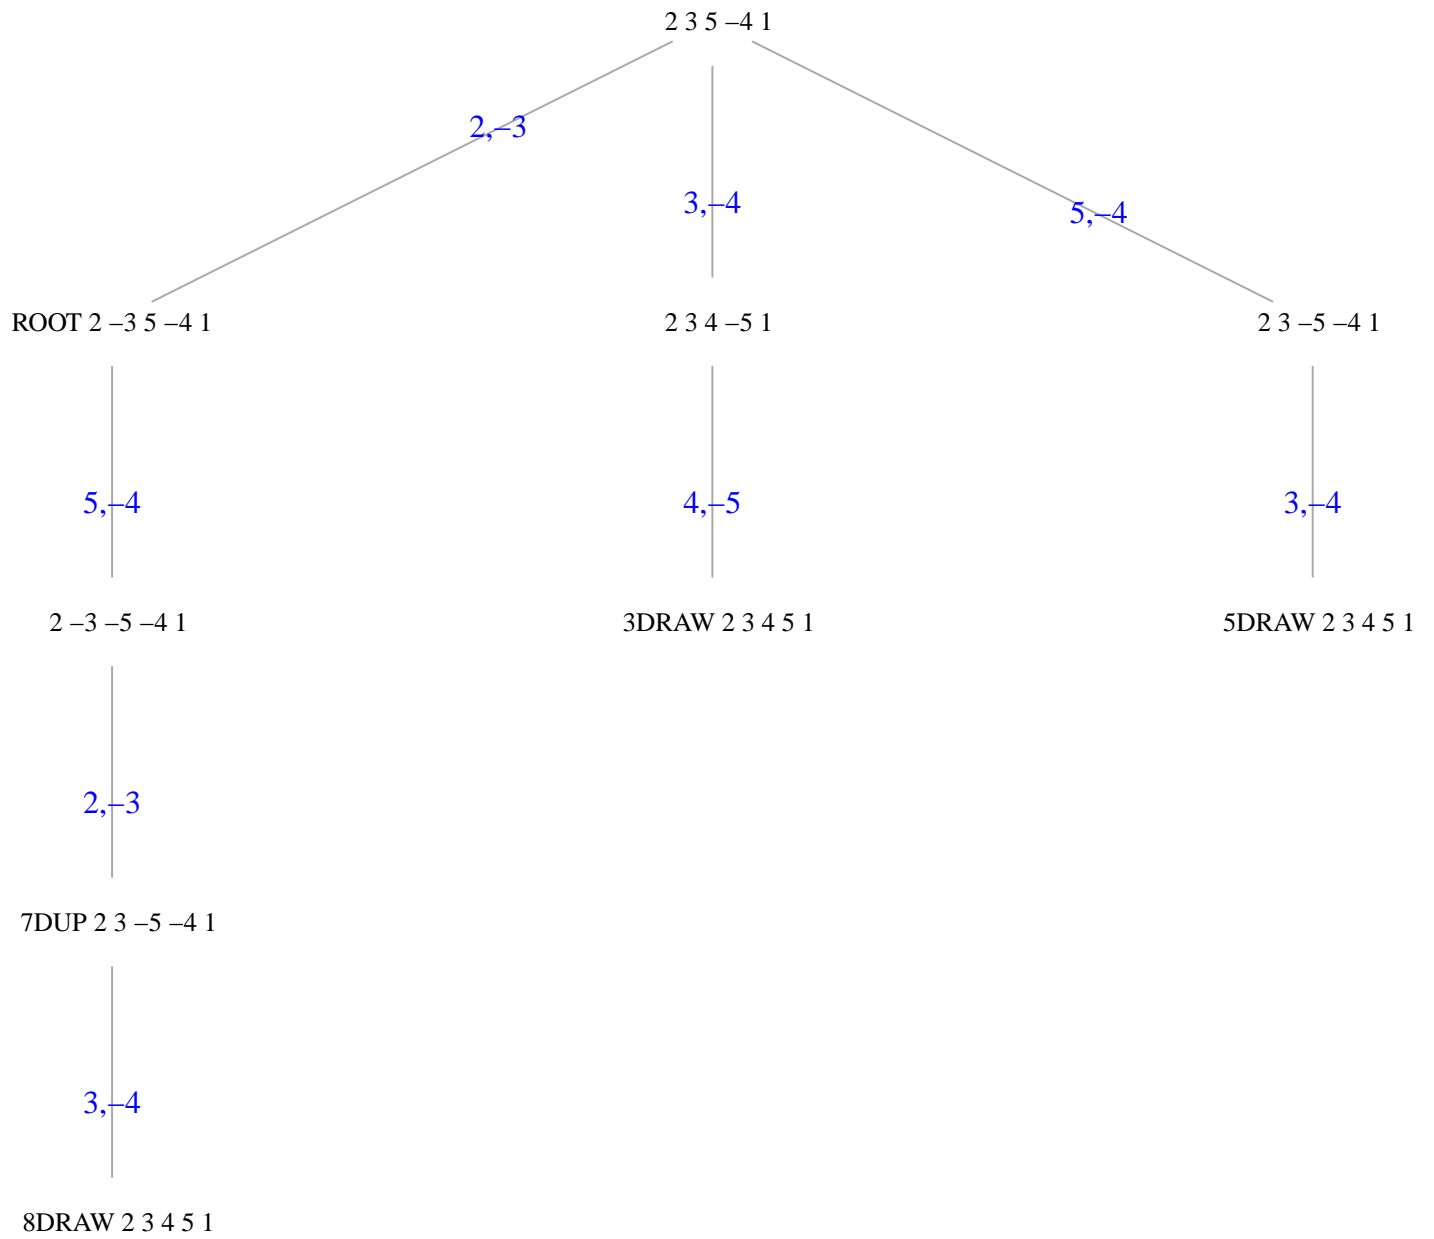 2 3 5 –4 1
2,–3
3,–4
5,–4
ROOT 2 –3 5 –4 1
2 3 4 –5 1
2 3 –5 –4 1
5,–4
4,–5
3,–4
2 –3 –5 –4 1
3DRAW 2 3 4 5 1
5DRAW 2 3 4 5 1
2,–3
7DUP 2 3 –5 –4 1
3,–4
8DRAW 2 3 4 5 1